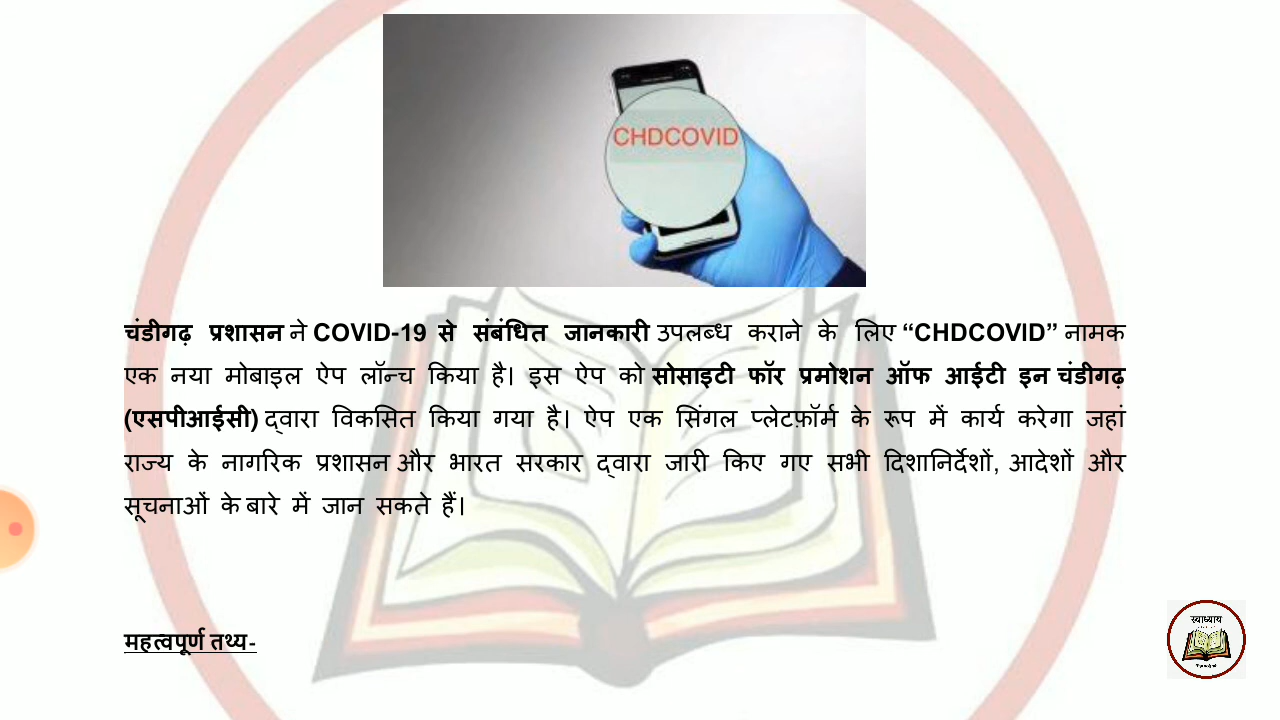 CHDCOVID
चंडीगढ़ प्रशासन ने COVID-19 से संबंधित जानकारी उपलब्ध कराने के लिए “CHDCOVID” नामक
एक नया मोबाइल ऐप लॉन्च किया है। इस ऐप को सोसाइटी फॉर प्रमोशन ऑफ आईटी इन चंडीगढ़
(एसपीआईसी) द्वारा विकसित किया गया है। ऐप एक सिंगल प्लेटफ़ॉर्म के रूप में कार्य करेगा जहां
राज्य के नागरिक प्रशासन और भारत सरकार द्वारा जारी किए गए सभी दिशानिर्देशों, आदेशों और
सूचनाओं के बारे में जान सकते हैं।
महत्वपूर्ण तथ्य-
स्वाध्याय